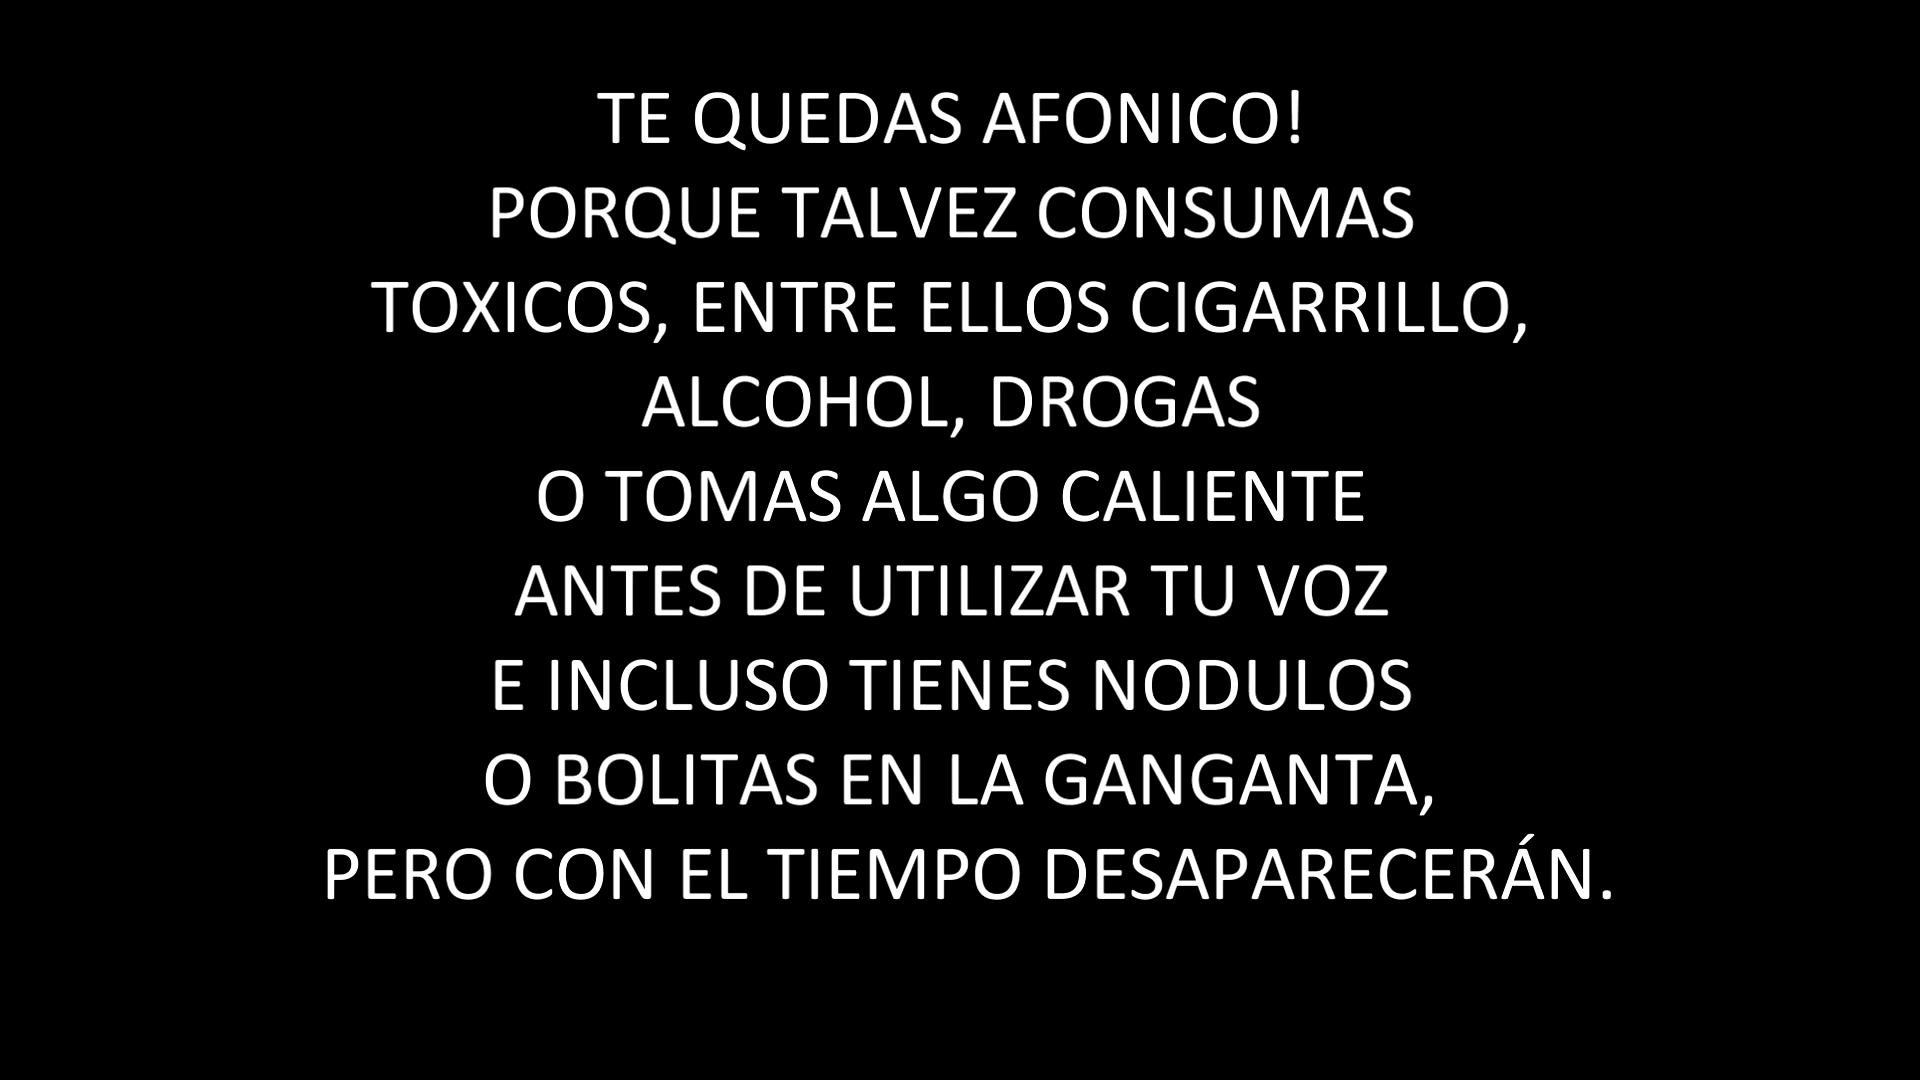 TE QUEDAS AFONICO!
PORQUE TALVEZ CONSUMAS
TOXICOS, ENTRE ELLOS CIGARRILLO,
ALCOHOL, DROGAS
O TOMAS ALGO CALIENTE
ANTES DE UTILIZAR TU VOZ
E INCLUSO TIENES NODULOS
O BOLITAS EN LA GANGANTA,
PERO CON EL TIEMPO DESAPARECERÁN.